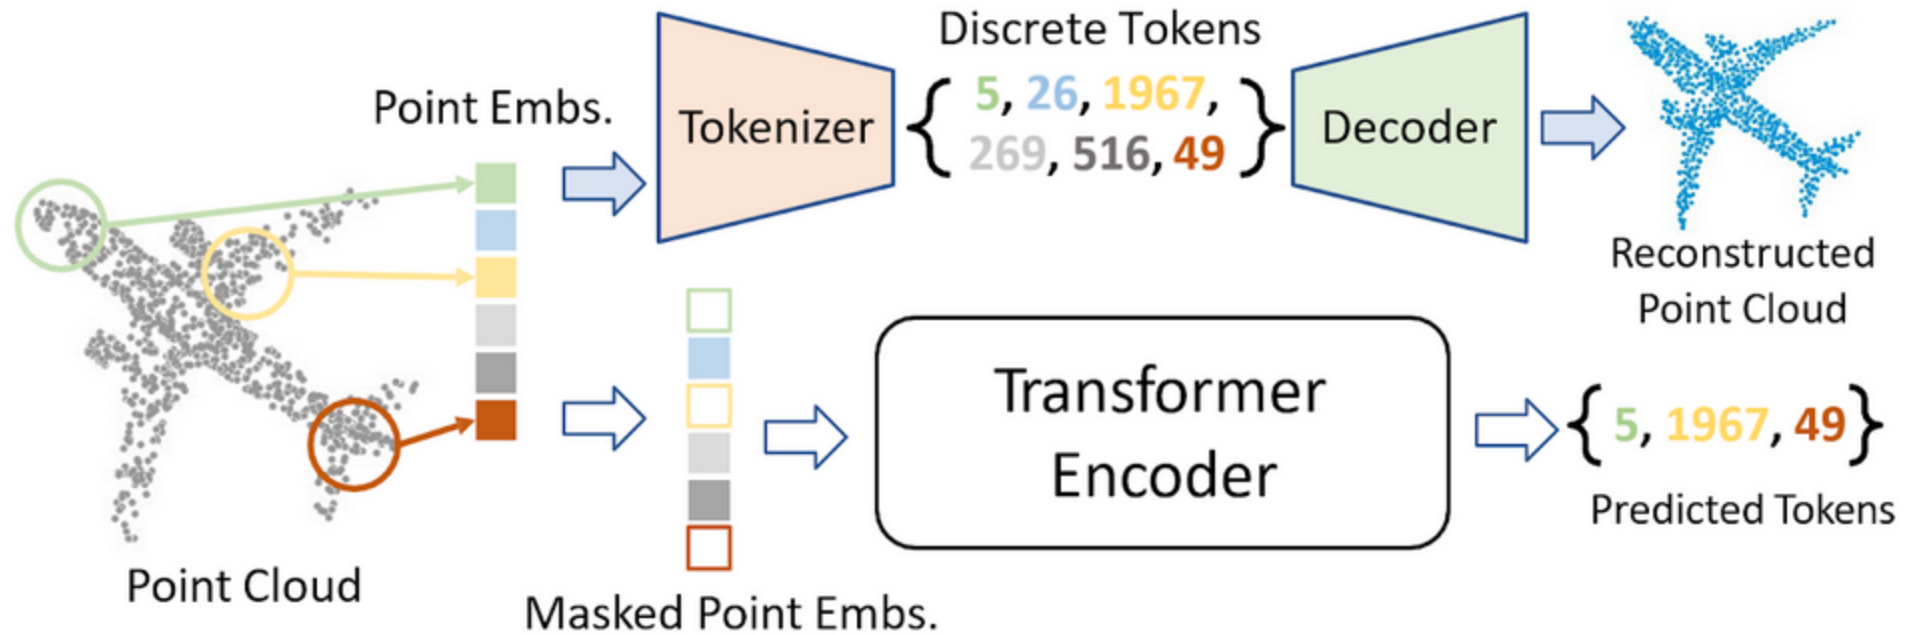 Point Embs.
Tokenizer
Discrete Tokens
{ 5, 26, 1967,
269, 516, 49 }
Decoder
Reconstructed
Point Cloud
Point Cloud
Masked Point Embs.
Transformer
Encoder
{ 5, 1967, 49 }
Predicted Tokens